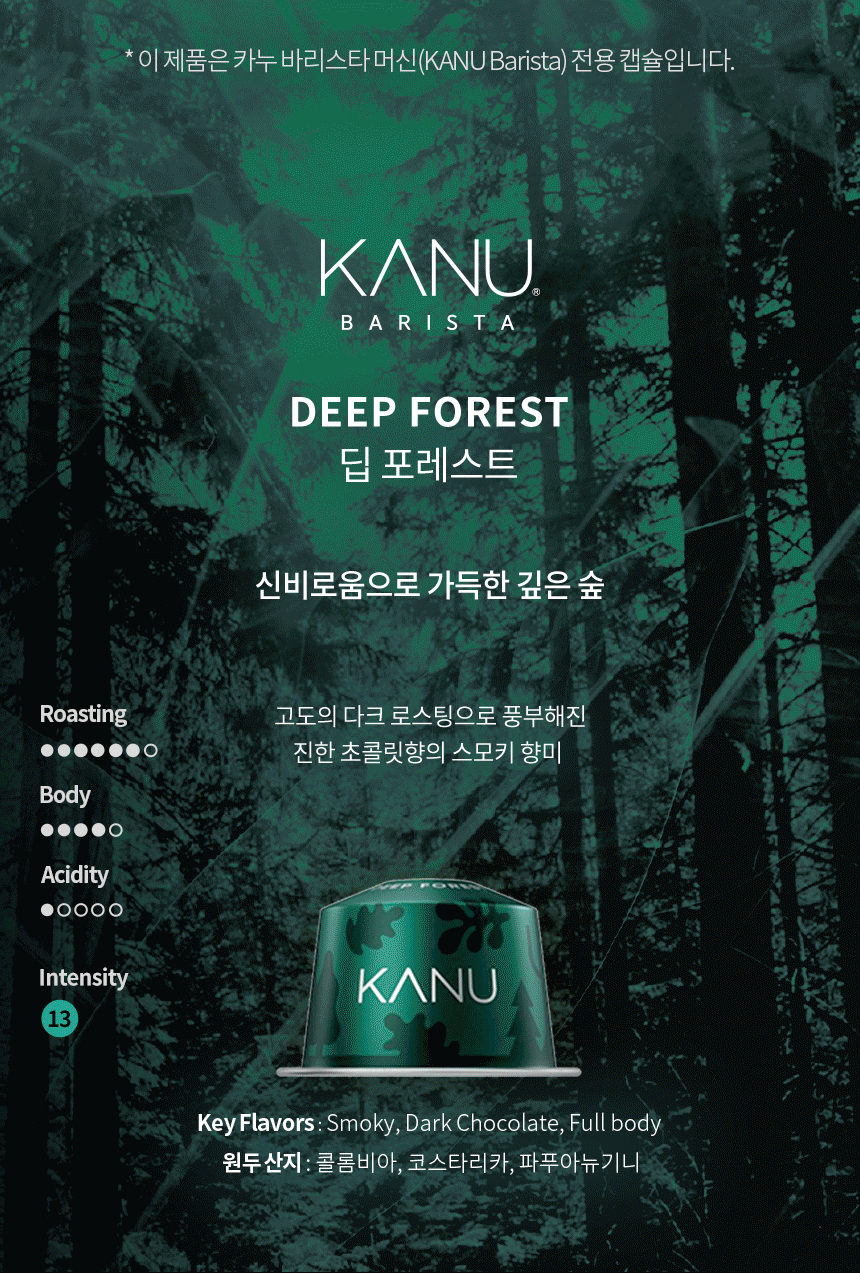 * 이 제품은 카누 바리스타 머신(KANU Barista) 전용 캡슐입니다.
KANU®
BARISTA
DEEP FOREST
딥 포레스트
신비로움으로 가득한 깊은 숲
고도의 다크 로스팅으로 풍부해진
진한 초콜릿향의 스모키 향미
Roasting
Body
Acidity
Intensity
13
DEEP FOREST
KANU
Key Flavors : Smoky, Dark Chocolate, Full body
원두 산지 : 콜롬비아, 코스타리카, 파푸아뉴기니